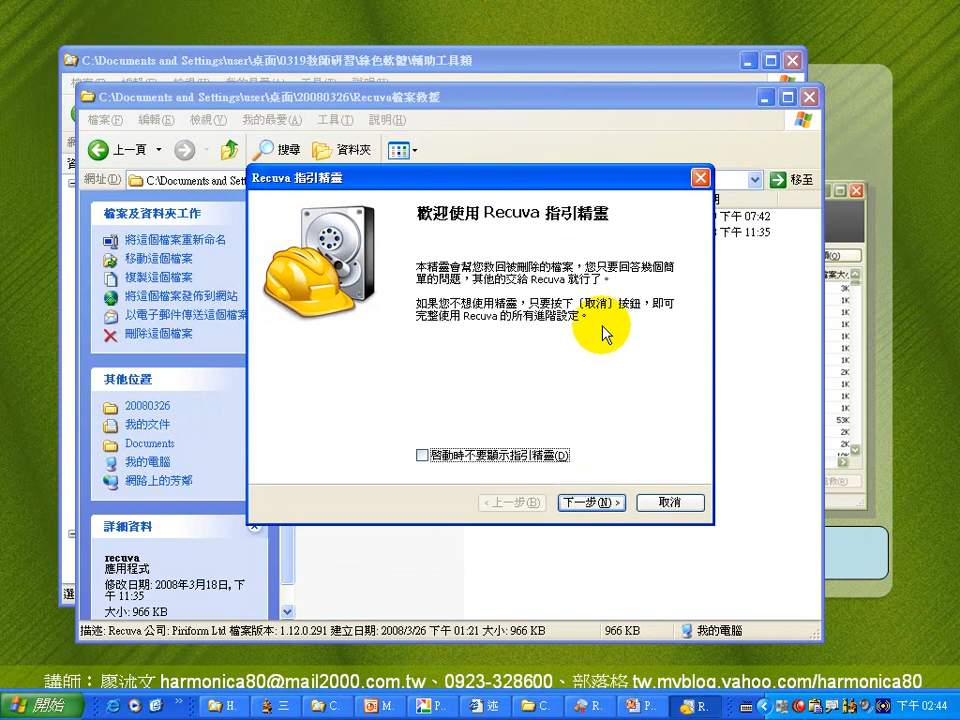 C:\Documents and Settings\user\桌面\0319教師研習\綠色軟體\輔助工具類
C:\Documents and Settings\user\桌面\20080326\Recuva檔案救援
檔案(F) 編輯(E) 檢視(V) 我的最愛(A) 工具(T) 說明(H)
上一頁 搜尋 資料夾
網址(D) C:\Documents and Sett 移至
Recuva 指引精靈
檔案及資料夾工作
將這個檔案重新命名
移動這個檔案
複製這個檔案
將這個檔案發佈到網站
以電子郵件傳送這個檔案
刪除這個檔案
歡迎使用 Recuva 指引精靈
本精靈會幫您救回被刪除的檔案，您只要回答幾個簡
單的問題，其他的交給 Recuva 就行了。
如果您不想使用精靈，只要按下〔取消〕按鈕，即可
完整使用 Recuva 的所有進階設定。
啟動時不要顯示指引精靈(D)
<上一步(B) 下一步(N)> 取消
下午 07:42
下午 11:35
其他位置
20080326
我的文件
Documents
我的電腦
網路上的芳鄰
詳細資料
recuva
應用程式
修改日期: 2008年3月18日, 下
午 11:35
大小: 966 KB
3K
1K
1K
1K
1K
1K
1K
2K
1K
1K
1K
53K
2K
描述: Recuva 公司: Piriform Ltd 檔案版本: 1.12.0.291 建立日期: 2008/3/26 下午 01:21 大小: 966 KB 966 KB 我的電腦
harmonica80@mail2000.com.tw、0923-328600、部落格 tw.myblog.yahoo.com/harmonica80
開始 H. 三 C. M. P. C. R. P. R. 下午 02:44